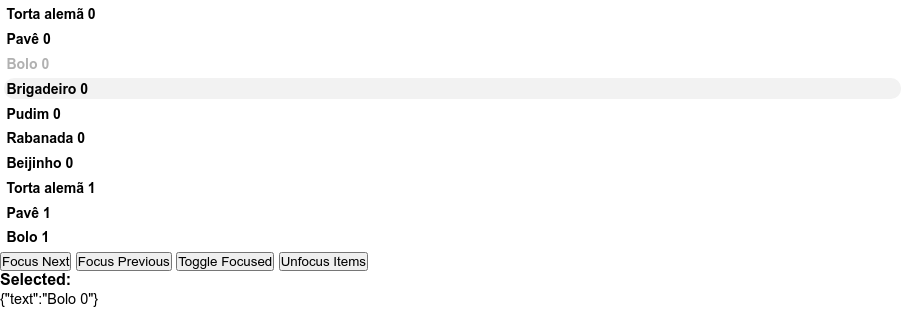 Torta alemã 0
Pavê 0
Bolo 0
Brigadeiro 0
Pudim 0
Rabanada 0
Beijinho 0
Torta alemã 1
Pavê 1
Bolo 1
Focus Next Focus Previous Toggle Focused Unfocus Items
Selected:
{"text":"Bolo 0"}